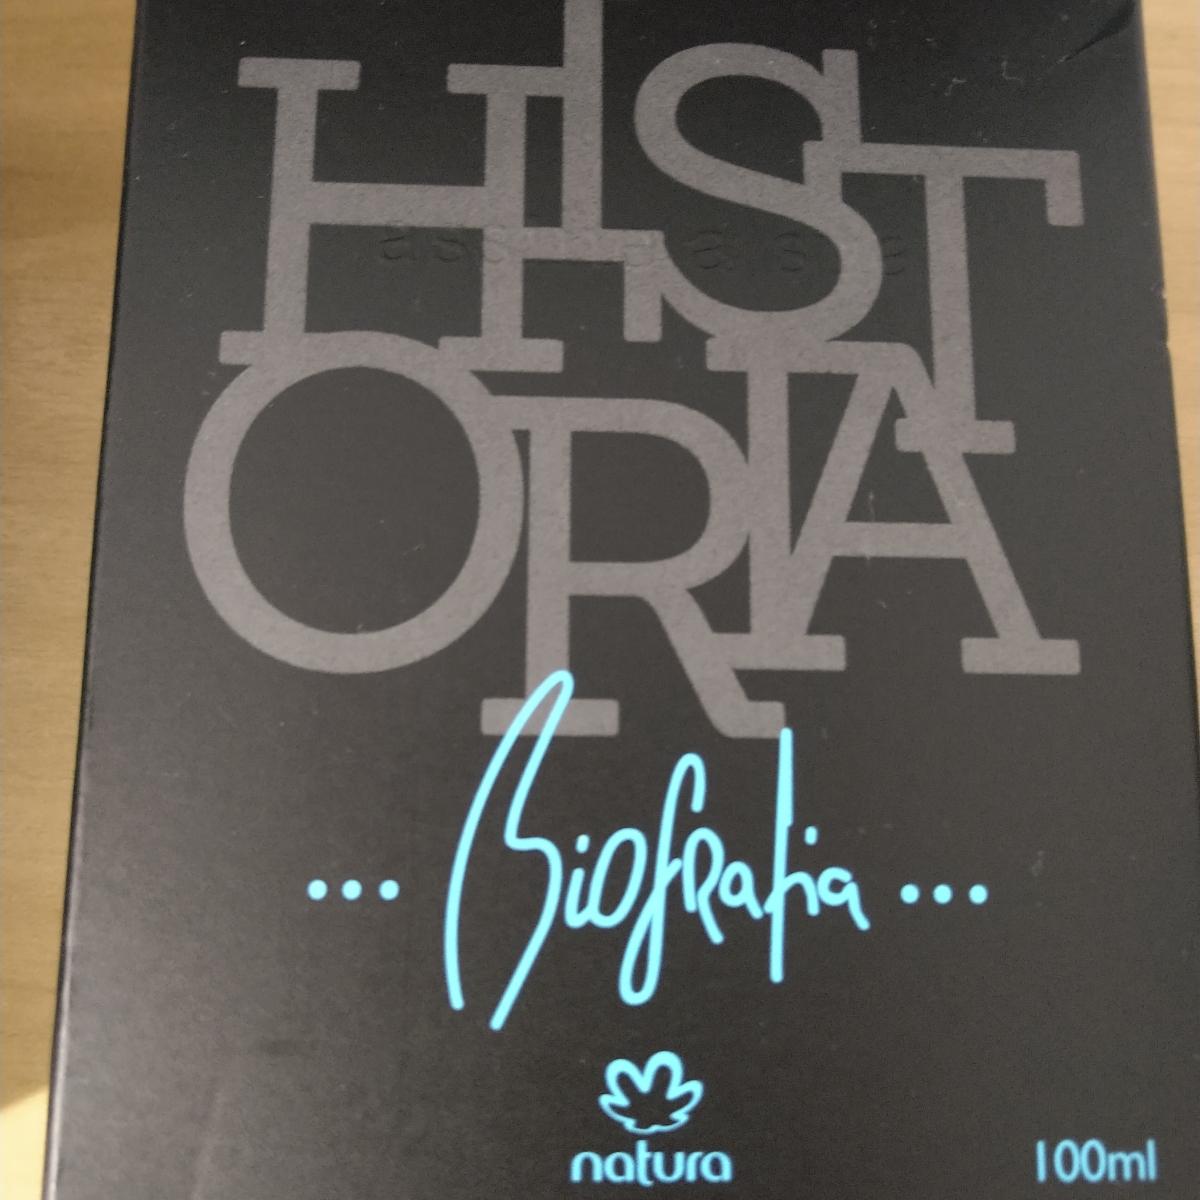 HIST
ORIA
... Biografia ...
natura
100ml